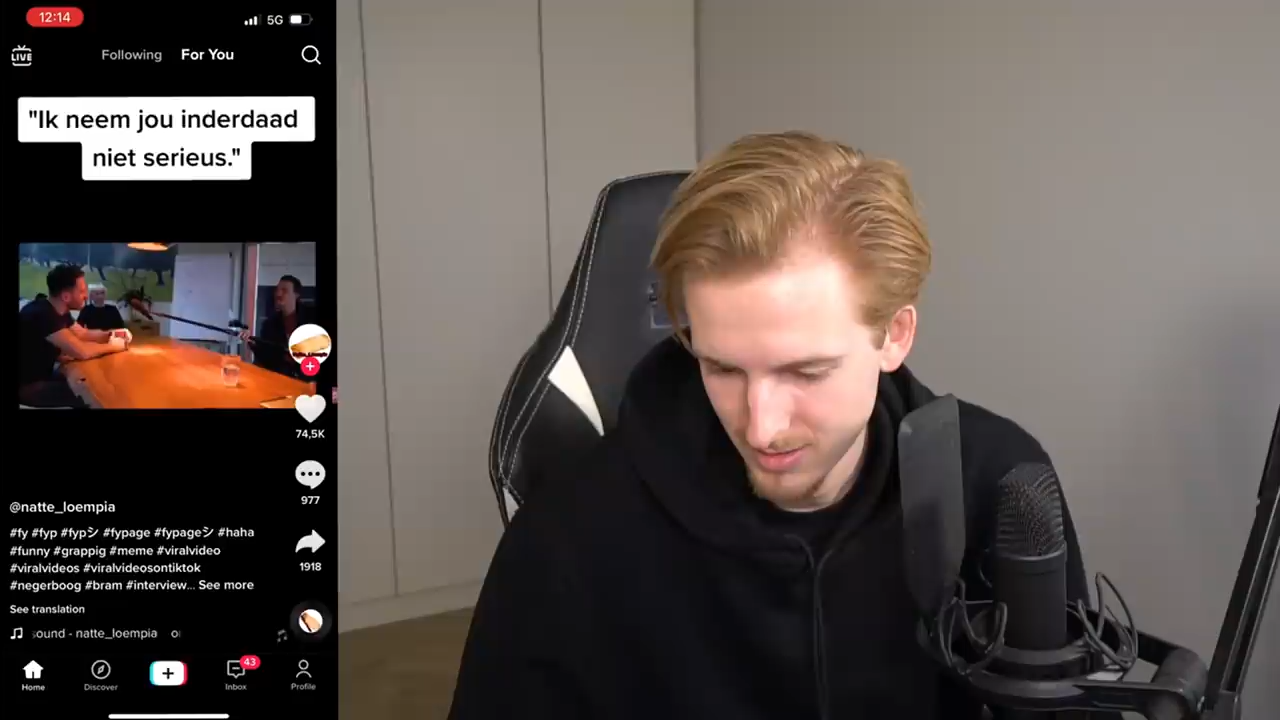 12:14
5G
LIVE
Following
For You
"Ik neem jou inderdaad
niet serieus."
74,5K
977
@natte_loempia
#fy #fyp #fypシ #fypage #fypageシ #haha
#funny #grappig #meme #viralvideo
#viralvideos #viralvideosontiktok
1918
#negerboog #bram #interview... See more
See translation
sound - natte_loempia
43
Home
Discover
Inbox
Profile